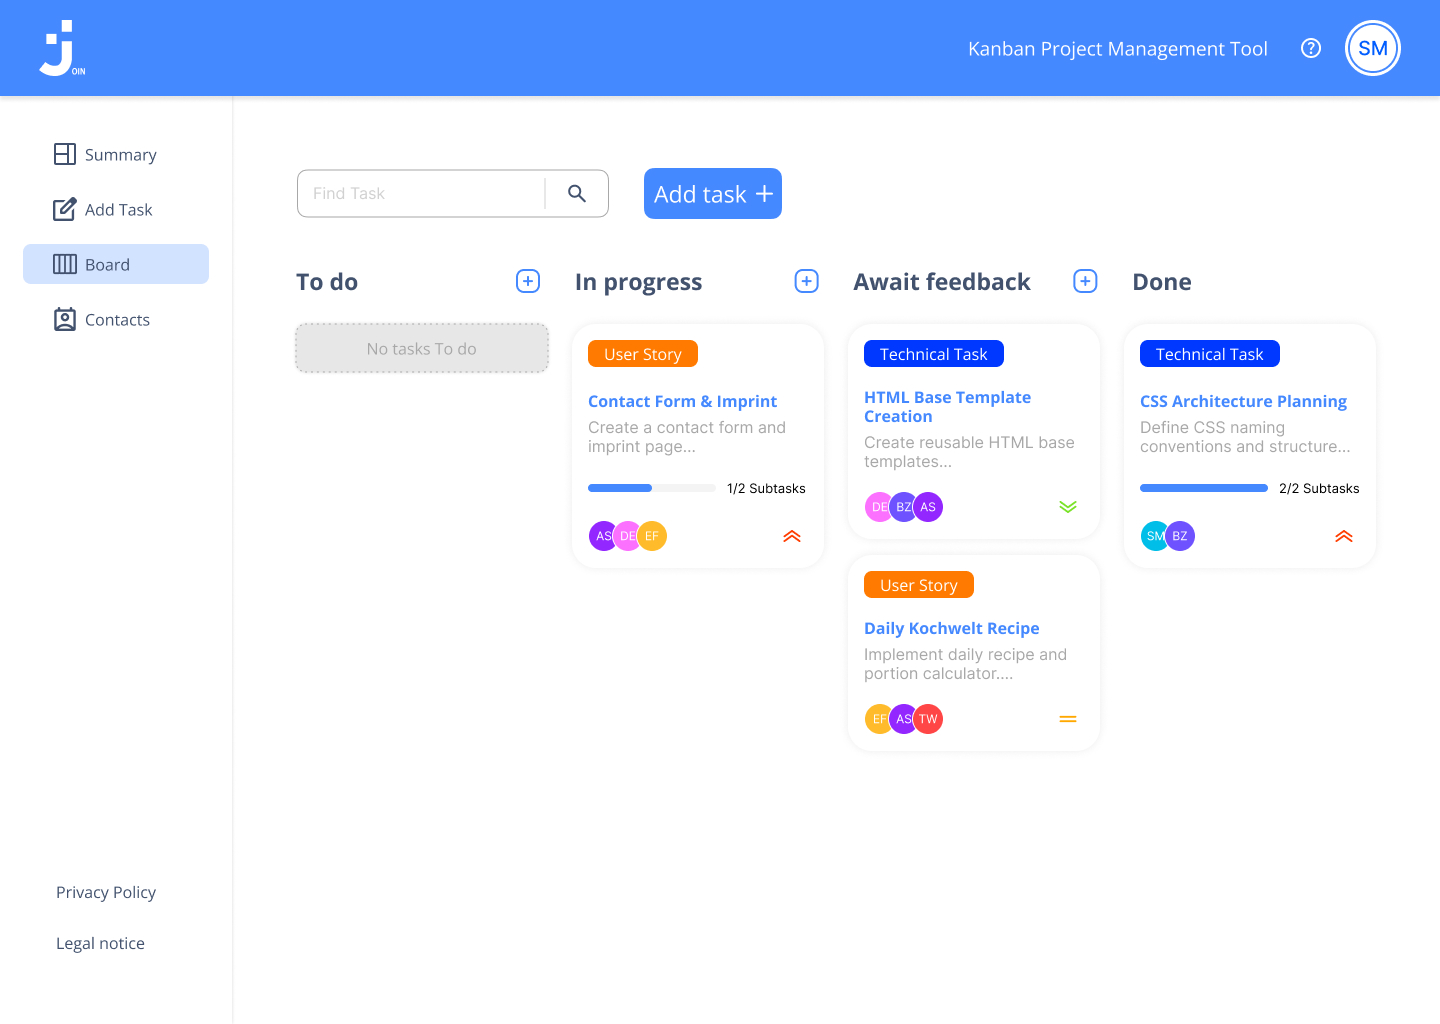 OIN
Kanban Project Management Tool
SM
Summary
Add Task
Board
Contacts
Privacy Policy
Legal notice
Find Task
Add task
To do
No tasks To do
In progress
User Story
Contact Form & Imprint
Create a contact form and
imprint page...
1/2 Subtasks
AS DE EF
Await feedback
Technical Task
HTML Base Template
Creation
Create reusable HTML base
templates...
DE BZ AS
User Story
Daily Kochwelt Recipe
Implement daily recipe and
portion calculator....
EF AS TW
Done
Technical Task
CSS Architecture Planning
Define CSS naming
conventions and structure...
2/2 Subtasks
SM BZ